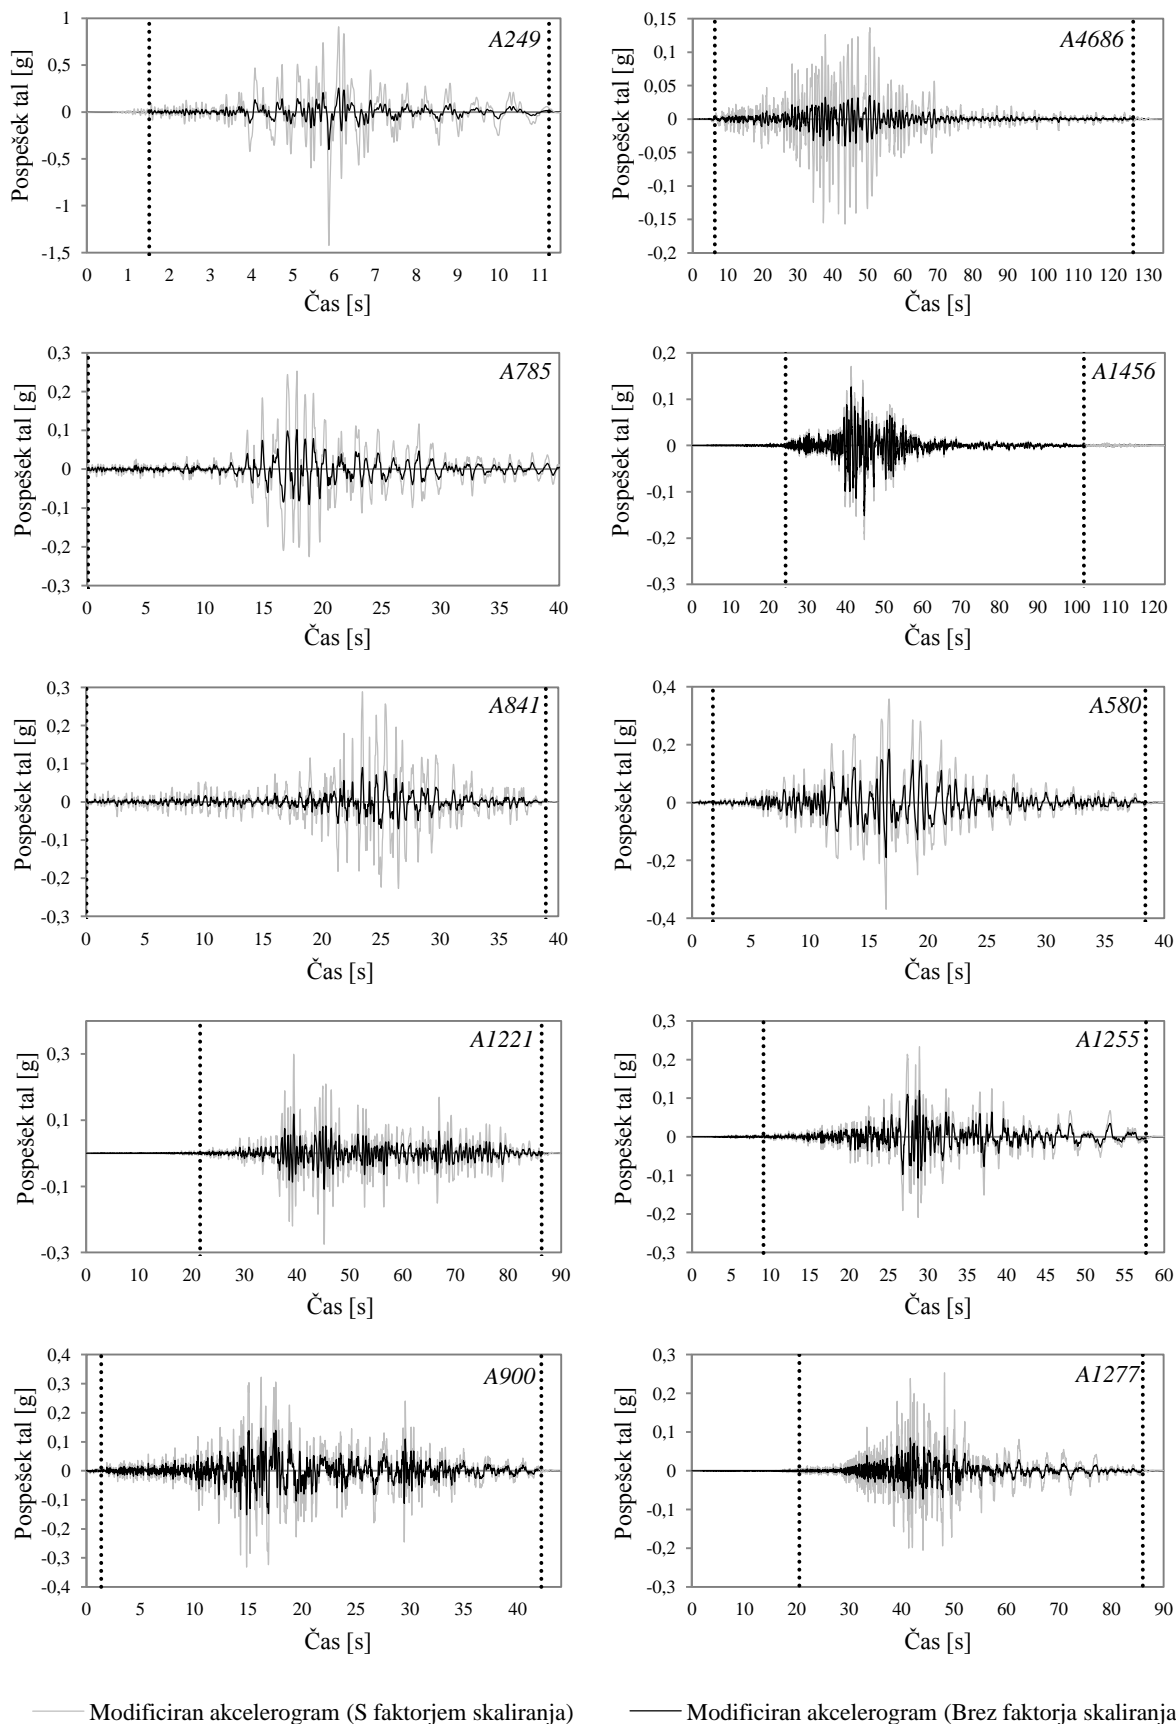 A249
Pospešek tal [g]
1
0,5
0
-0,5
-1
-1,5
0 1 2 3 4 5 6 7 8 9 10 11
Čas [s]
A4686
Pospešek tal [g]
0,15
0,1
0,05
0
-0,05
-0,1
-0,15
-0,2
0 10 20 30 40 50 60 70 80 90 100 110 120 130
Čas [s]
A785
Pospešek tal [g]
0,3
0,2
0,1
0
-0,1
-0,2
-0,3
0 5 10 15 20 25 30 35 40
Čas [s]
A1456
Pospešek tal [g]
0,2
0,1
0
-0,1
-0,2
-0,3
0 10 20 30 40 50 60 70 80 90 100 110 120
Čas [s]
A841
Pospešek tal [g]
0,3
0,2
0,1
0
-0,1
-0,2
-0,3
0 5 10 15 20 25 30 35 40
Čas [s]
A580
Pospešek tal [g]
0,4
0,2
0
-0,2
-0,4
0 5 10 15 20 25 30 35 40
Čas [s]
A1221
Pospešek tal [g]
0,3
0,1
-0,1
-0,3
0 10 20 30 40 50 60 70 80 90
Čas [s]
A1255
Pospešek tal [g]
0,3
0,2
0,1
0
-0,1
-0,2
-0,3
0 5 10 15 20 25 30 35 40 45 50 55 60
Čas [s]
A900
Pospešek tal [g]
0,4
0,3
0,2
0,1
0
-0,1
-0,2
-0,3
-0,4
0 5 10 15 20 25 30 35 40
Čas [s]
A1277
Pospešek tal [g]
0,3
0,2
0,1
0
-0,1
-0,2
-0,3
0 10 20 30 40 50 60 70 80 90
Čas [s]
Modificiran akcelerogram (S faktorjem skaliranja)
Modificiran akcelerogram (Brez faktorja skaliranja